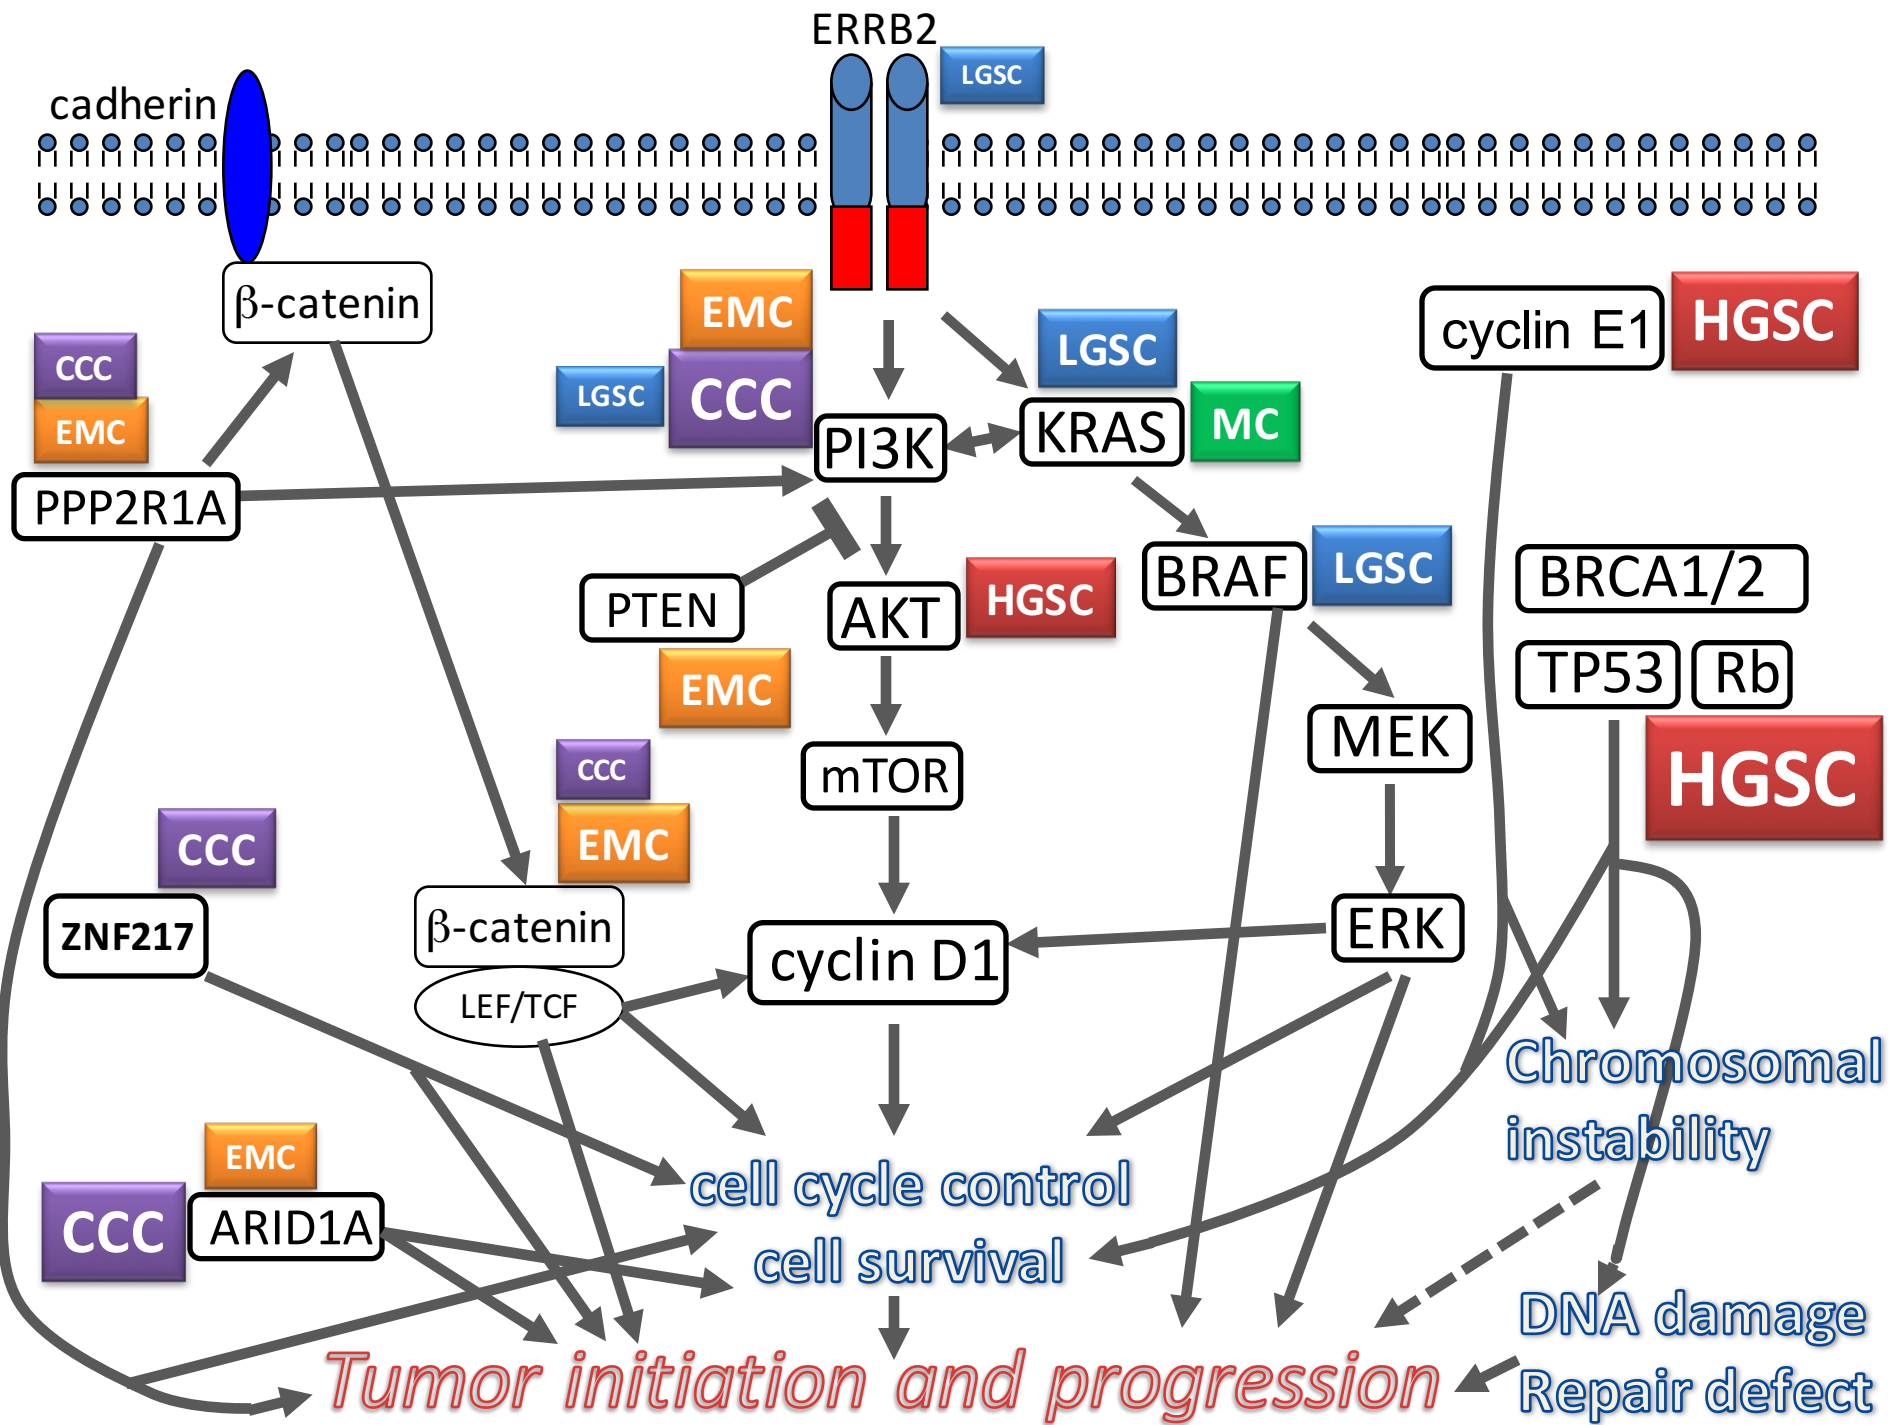 ERRB2
LGSC
cadherin
β-catenin
EMC
CCC
LGSC
LGSC
MC
cyclin E1
HGSC
CCC
EMC
PPP2R1A
PI3K
KRAS
BRAF
LGSC
BRCA1/2
PTEN
EMC
AKT
HGSC
TP53
Rb
HGSC
MEK
mTOR
CCC
EMC
CCC
ZNF217
β-catenin
LEF/TCF
cyclin D1
ERK
Chromosomal
instability
EMC
CCC
ARID1A
cell cycle control
cell survival
DNA damage
Repair defect
Tumor initiation and progression